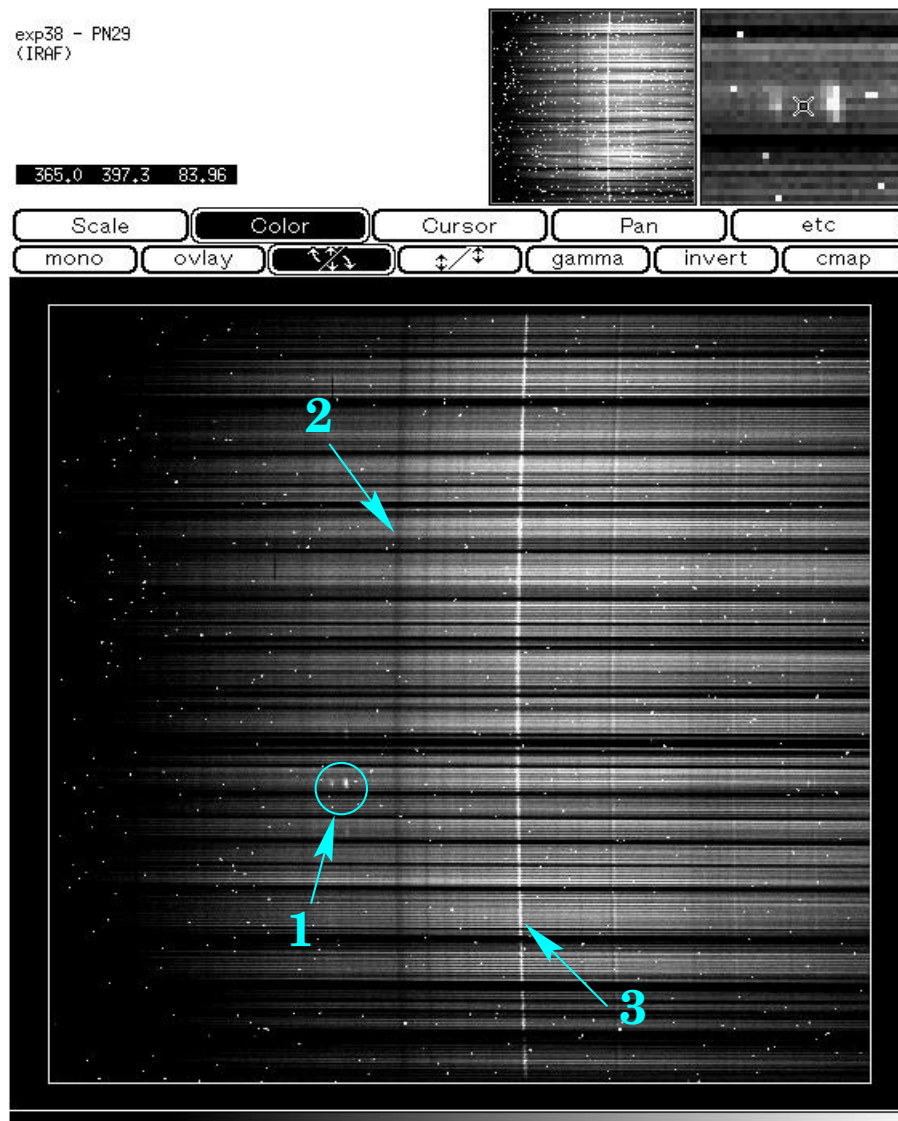 exp38 - PN29
(IRAF)
365.0 397.3 83.96
Scale Color Cursor Pan etc
mono ovlay gamma invert cmap
2
1
3